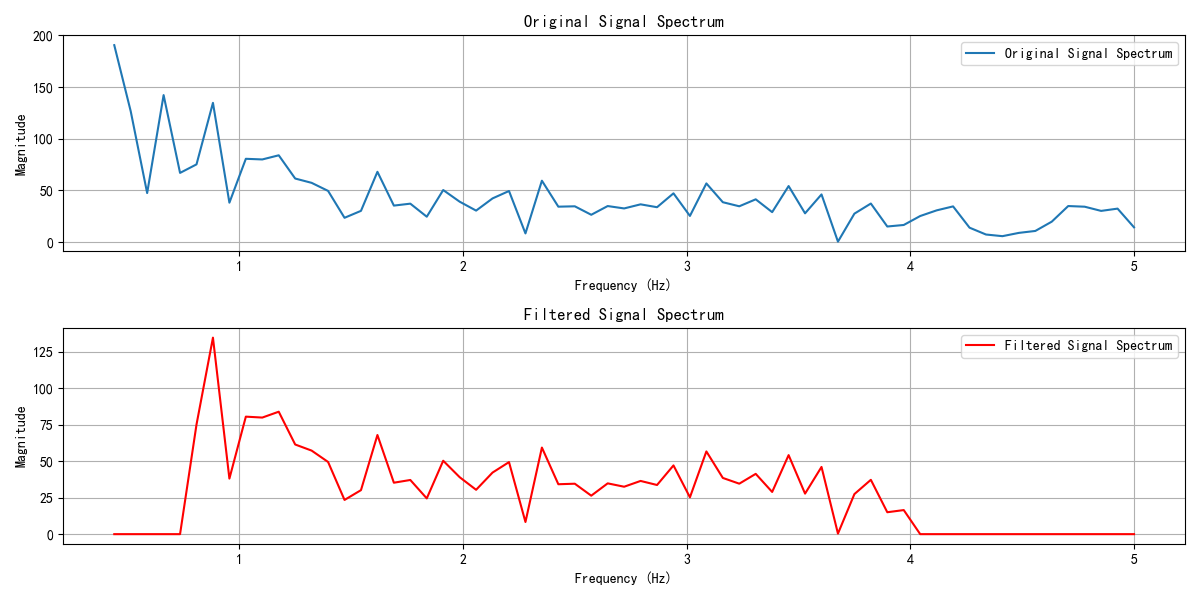 Original Signal Spectrum
Original Signal Spectrum
200
150
100
50
0
Magnitude
1 2 3 4 5
Frequency (Hz)
Filtered Signal Spectrum
Filtered Signal Spectrum
125
100
75
50
25
0
Magnitude
1 2 3 4 5
Frequency (Hz)